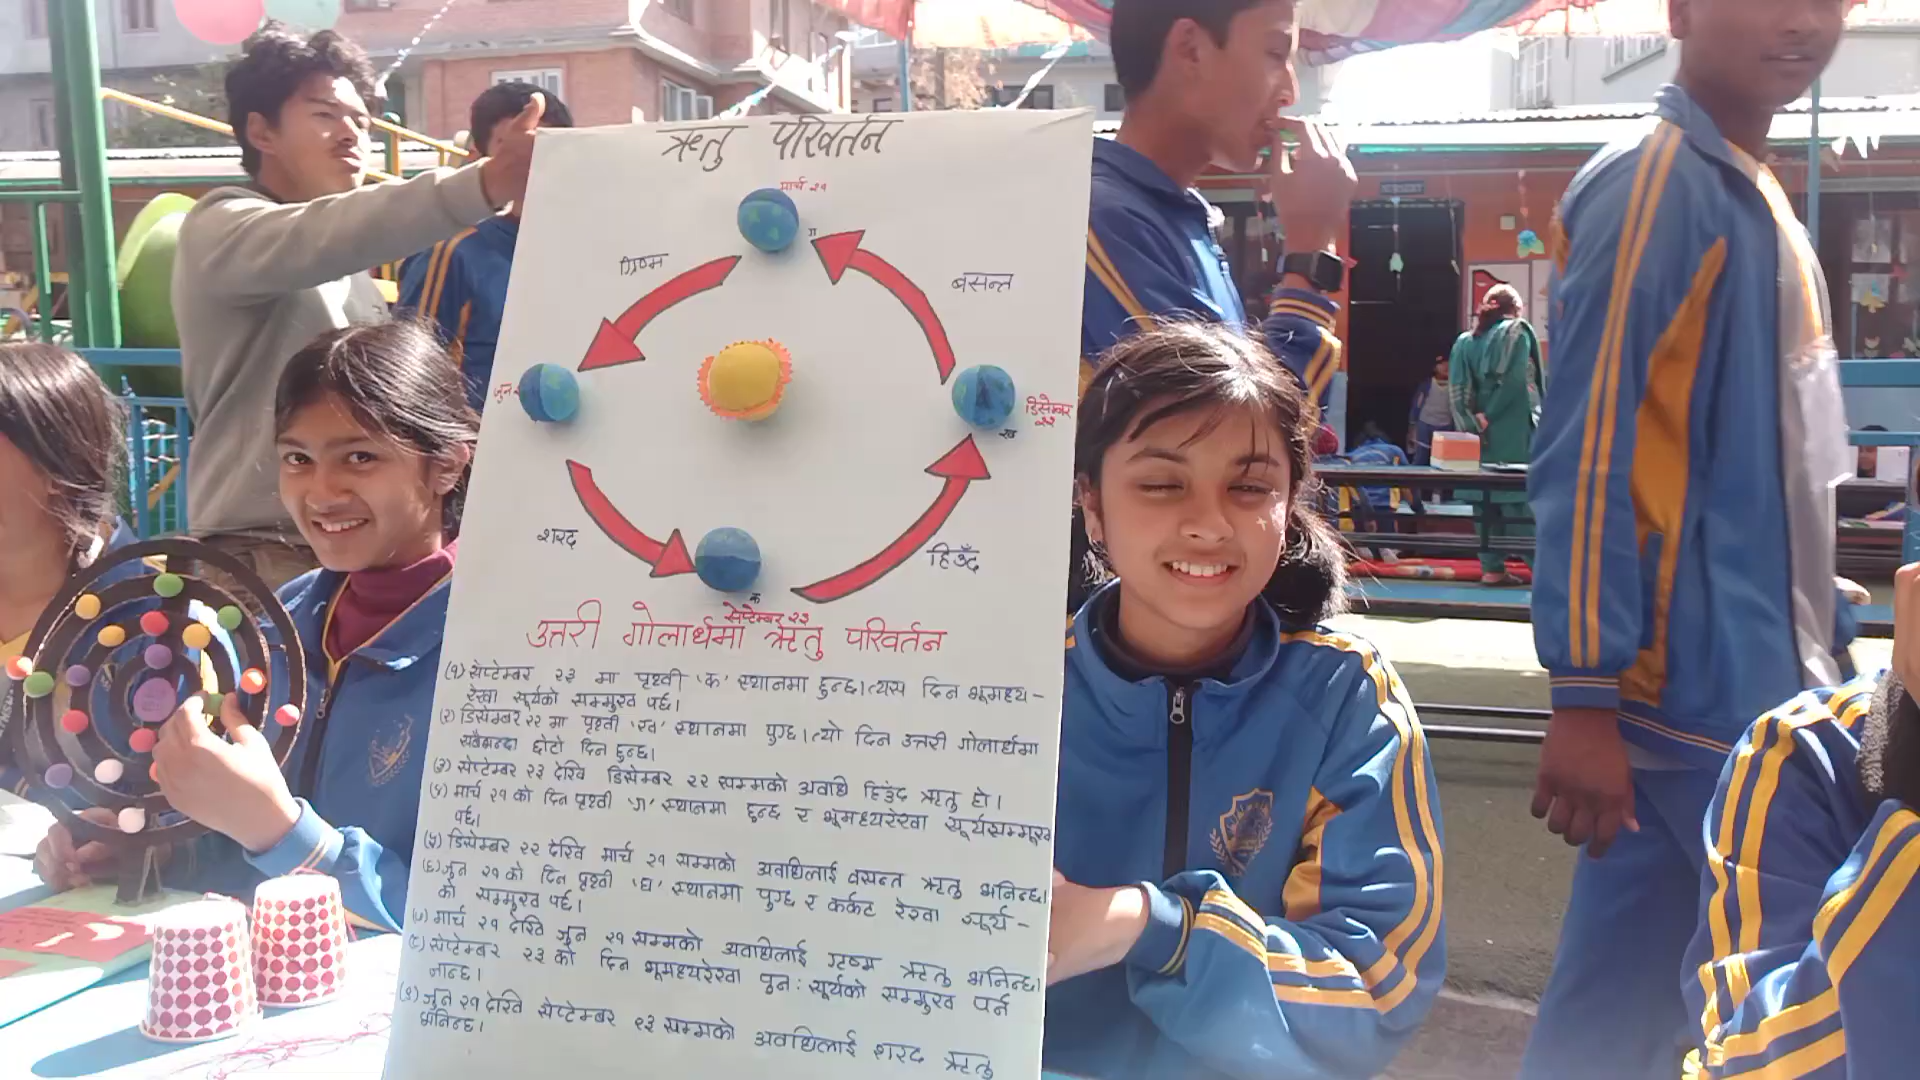 ऋतु परिवर्तन
मार्च २१
ग
ग्रिष्म
बसन्त
जुन २
डिसेम्बर
२२
ख
शरद
हिउँद
क
सेप्टेम्बर २३
उत्तरी गोलार्धमा ऋतु परिवर्तन
(१) सेप्टेम्बर २३ मा पृथ्वी 'क' स्थानमा हुन्छ। त्यस दिन भूमध्य-
रेखा सूर्यको सम्मुख पर्छ।
(२) डिसेम्बर २२ मा पृथ्वी 'ख' स्थानमा पुग्छ। त्यो दिन उत्तरी गोलार्धमा
सबैभन्दा छोटो दिन हुन्छ।
(३) सेप्टेम्बर २३ देखि डिसेम्बर २२ सम्मको अवधि हिउँद ऋतु हो।
(४) मार्च २१ को दिन पृथ्वी 'ग' स्थानमा हुन्छ र भूमध्यरेखा सूर्यसम्मूख
पर्छ।
(५) डिसेम्बर २२ देखि मार्च २१ सम्मको अवधिलाई वसन्त ऋतु भनिन्छ।
(६) जुन २१ को दिन पृथ्वी 'घ' स्थानमा पुग्छ र कर्कट रेखा सूर्य-
को सम्मूख पर्छ।
(७) मार्च २१ देखि जुन २१ सम्मको अवधिलाई गृष्म ऋतु भनिन्छ।
(८) सेप्टेम्बर २३ को दिन भूमध्यरेखा पुनः सूर्यको सम्मुख पर्न
जान्छ।
(९) जुन २१ देखि सेप्टेम्बर २३ सम्मको अवधिलाई शरद ऋतु
भनिन्छ।
NURSERY